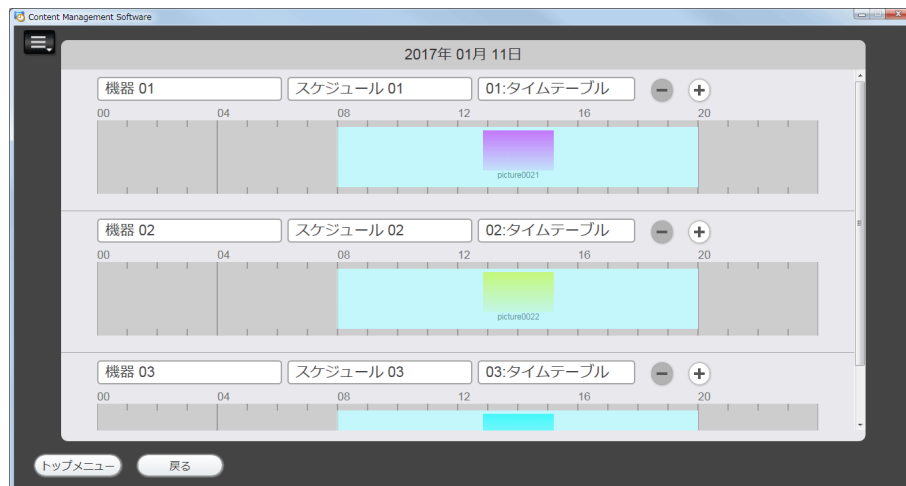 Content Management Software
2017年 01月 11日
機器 01 スケジュール 01 01:タイムテーブル
00 04 08 12 16 20
picture0021
機器 02 スケジュール 02 02:タイムテーブル
00 04 08 12 16 20
picture0022
機器 03 スケジュール 03 03:タイムテーブル
00 04 08 12 16 20
トップメニュー 戻る